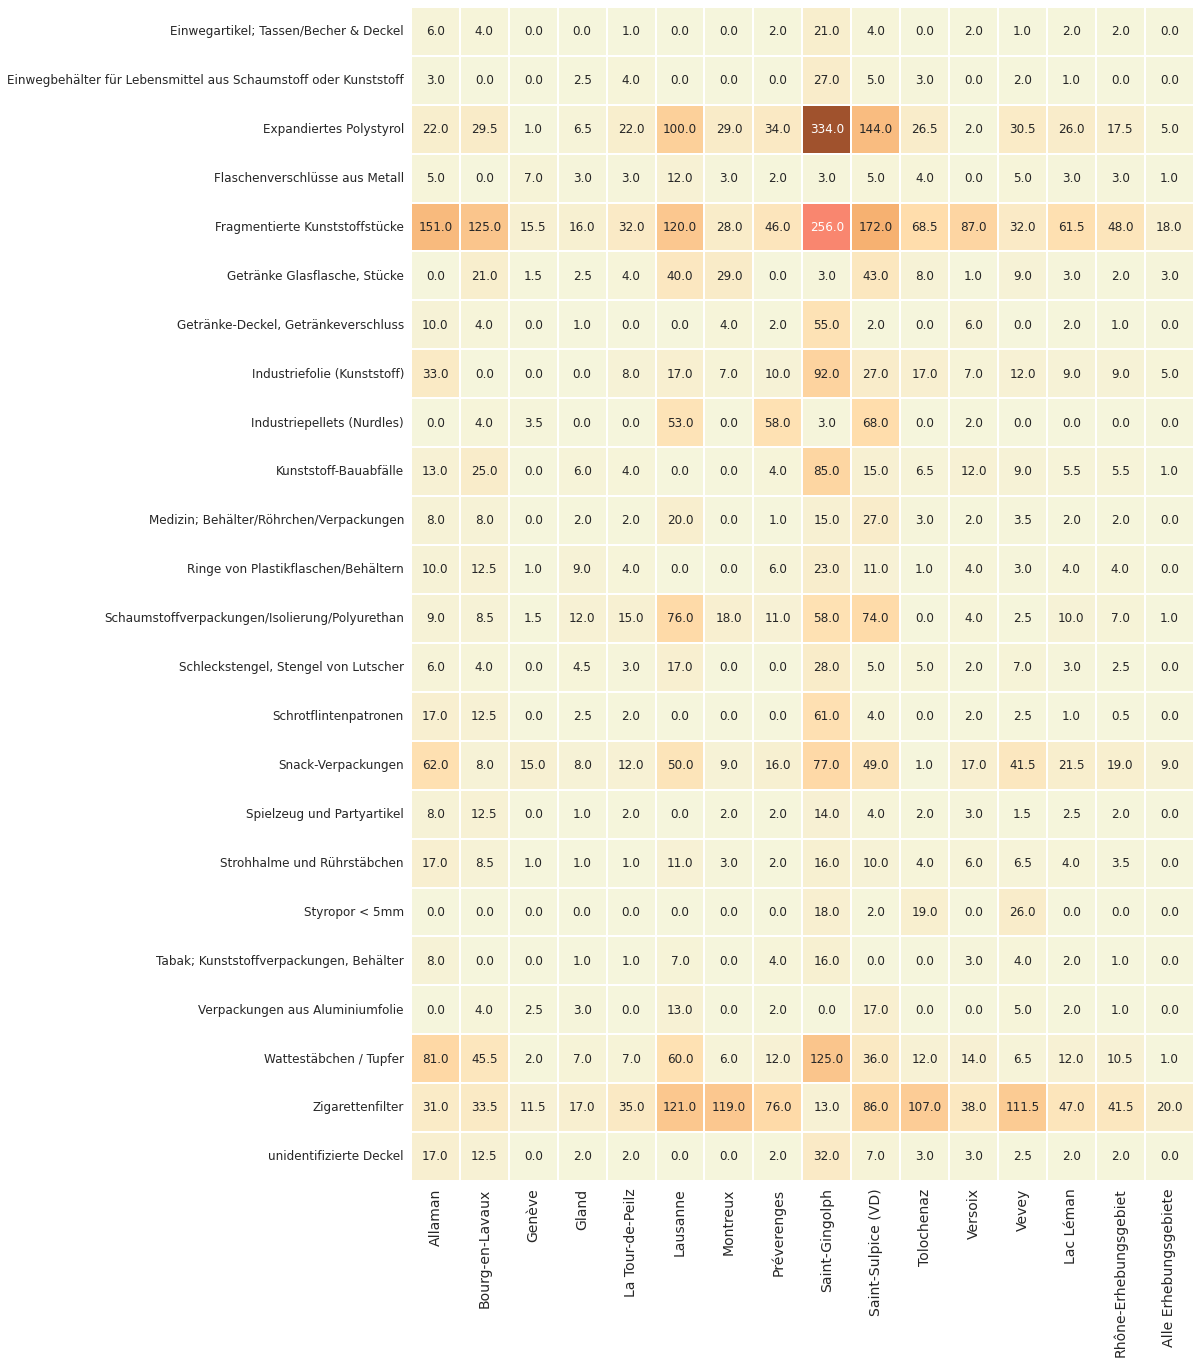 Einwegartikel; Tassen/Becher & Deckel 6.0 4.0 0.0 0.0 1.0 0.0 0.0 2.0 21.0 4.0 0.0 2.0 1.0 2.0 2.0 0.0
Einwegbehälter für Lebensmittel aus Schaumstoff oder Kunststoff 3.0 0.0 0.0 2.5 4.0 0.0 0.0 0.0 27.0 5.0 3.0 0.0 2.0 1.0 0.0 0.0
Expandiertes Polystyrol 22.0 29.5 1.0 6.5 22.0 100.0 29.0 34.0 334.0 144.0 26.5 2.0 30.5 26.0 17.5 5.0
Flaschenverschlüsse aus Metall 5.0 0.0 7.0 3.0 3.0 12.0 3.0 2.0 3.0 5.0 4.0 0.0 5.0 3.0 3.0 1.0
Fragmentierte Kunststoffstücke 151.0 125.0 15.5 16.0 32.0 120.0 28.0 46.0 256.0 172.0 68.5 87.0 32.0 61.5 48.0 18.0
Getränke Glasflasche, Stücke 0.0 21.0 1.5 2.5 4.0 40.0 29.0 0.0 3.0 43.0 8.0 1.0 9.0 3.0 2.0 3.0
Getränke-Deckel, Getränkeverschluss 10.0 4.0 0.0 1.0 0.0 0.0 4.0 2.0 55.0 2.0 0.0 6.0 0.0 2.0 1.0 0.0
Industriefolie (Kunststoff) 33.0 0.0 0.0 0.0 8.0 17.0 7.0 10.0 92.0 27.0 17.0 7.0 12.0 9.0 9.0 5.0
Industriepellets (Nurdles) 0.0 4.0 3.5 0.0 0.0 53.0 0.0 58.0 3.0 68.0 0.0 2.0 0.0 0.0 0.0 0.0
Kunststoff-Bauabfälle 13.0 25.0 0.0 6.0 4.0 0.0 0.0 4.0 85.0 15.0 6.5 12.0 9.0 5.5 5.5 1.0
Medizin; Behälter/Röhrchen/Verpackungen 8.0 8.0 0.0 2.0 2.0 20.0 0.0 1.0 15.0 27.0 3.0 2.0 3.5 2.0 2.0 0.0
Ringe von Plastikflaschen/Behältern 10.0 12.5 1.0 9.0 4.0 0.0 0.0 6.0 23.0 11.0 1.0 4.0 3.0 4.0 4.0 0.0
Schaumstoffverpackungen/Isolierung/Polyurethan 9.0 8.5 1.5 12.0 15.0 76.0 18.0 11.0 58.0 74.0 0.0 4.0 2.5 10.0 7.0 1.0
Schleckstengel, Stengel von Lutscher 6.0 4.0 0.0 4.5 3.0 17.0 0.0 0.0 28.0 5.0 5.0 2.0 7.0 3.0 2.5 0.0
Schrotflintenpatronen 17.0 12.5 0.0 2.5 2.0 0.0 0.0 0.0 61.0 4.0 0.0 2.0 2.5 1.0 0.5 0.0
Snack-Verpackungen 62.0 8.0 15.0 8.0 12.0 50.0 9.0 16.0 77.0 49.0 1.0 17.0 41.5 21.5 19.0 9.0
Spielzeug und Partyartikel 8.0 12.5 0.0 1.0 2.0 0.0 2.0 2.0 14.0 4.0 2.0 3.0 1.5 2.5 2.0 0.0
Strohhalme und Rührstäbchen 17.0 8.5 1.0 1.0 1.0 11.0 3.0 2.0 16.0 10.0 4.0 6.0 6.5 4.0 3.5 0.0
Styropor < 5mm 0.0 0.0 0.0 0.0 0.0 0.0 0.0 0.0 18.0 2.0 19.0 0.0 26.0 0.0 0.0 0.0
Tabak; Kunststoffverpackungen, Behälter 8.0 0.0 0.0 1.0 1.0 7.0 0.0 4.0 16.0 0.0 0.0 3.0 4.0 2.0 1.0 0.0
Verpackungen aus Aluminiumfolie 0.0 4.0 2.5 3.0 0.0 13.0 0.0 2.0 0.0 17.0 0.0 0.0 5.0 2.0 1.0 0.0
Wattestäbchen / Tupfer 81.0 45.5 2.0 7.0 7.0 60.0 6.0 12.0 125.0 36.0 12.0 14.0 6.5 12.0 10.5 1.0
Zigarettenfilter 31.0 33.5 11.5 17.0 35.0 121.0 119.0 76.0 13.0 86.0 107.0 38.0 111.5 47.0 41.5 20.0
unidentifizierte Deckel 17.0 12.5 0.0 2.0 2.0 0.0 0.0 2.0 32.0 7.0 3.0 3.0 2.5 2.0 2.0 0.0
Allaman
Bourg-en-Lavaux
Genève
Gland
La Tour-de-Peilz
Lausanne
Montreux
Préverenges
Saint-Gingolph
Saint-Sulpice (VD)
Tolochenaz
Versoix
Vevey
Lac Léman
Rhône-Erhebungsgebiet
Alle Erhebungsgebiete